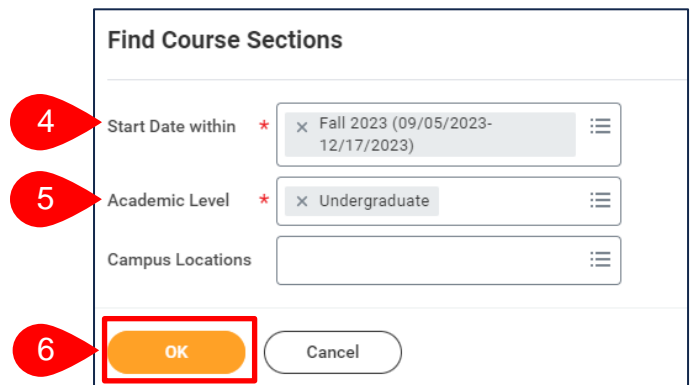 Find Course Sections
4 Start Date within * × Fall 2023 (09/05/2023-
12/17/2023)
5 Academic Level * × Undergraduate
Campus Locations
6 OK Cancel